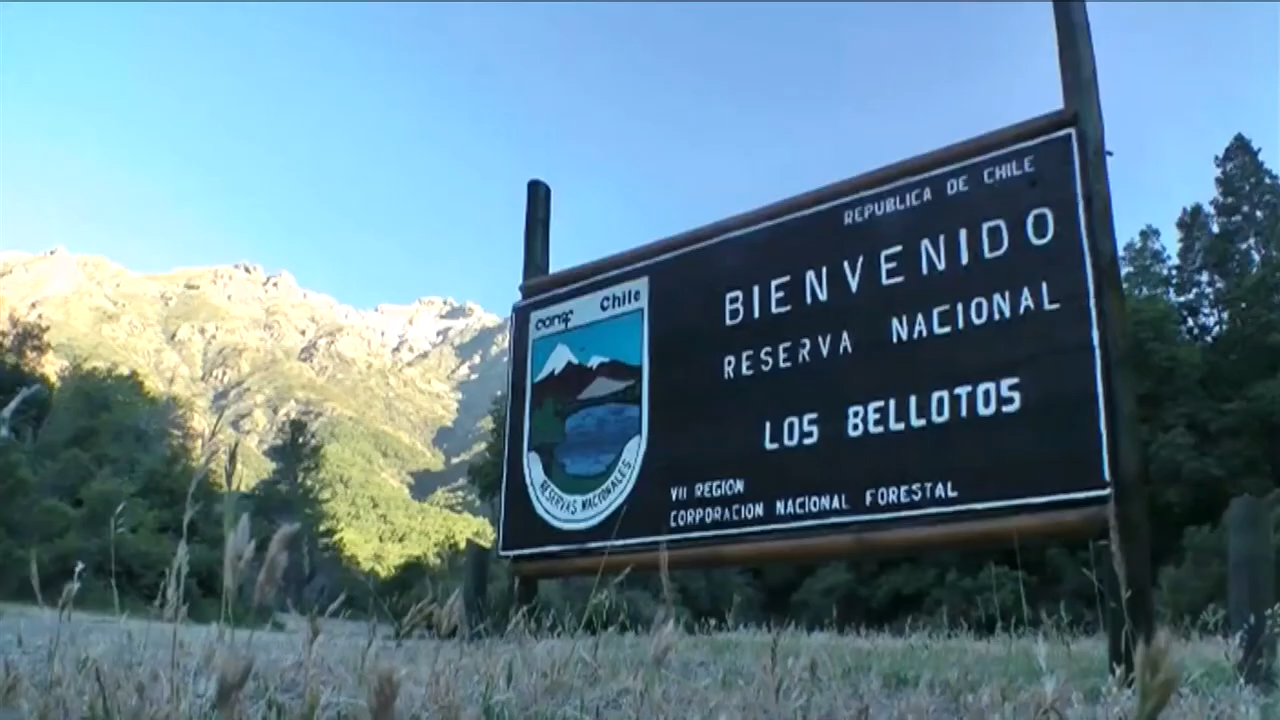 conaf Chile
RESERVAS NACIONALES
REPUBLICA DE CHILE
BIENVENIDO
RESERVA NACIONAL
LOS BELLOTOS
VII REGION
CORPORACION NACIONAL FORESTAL